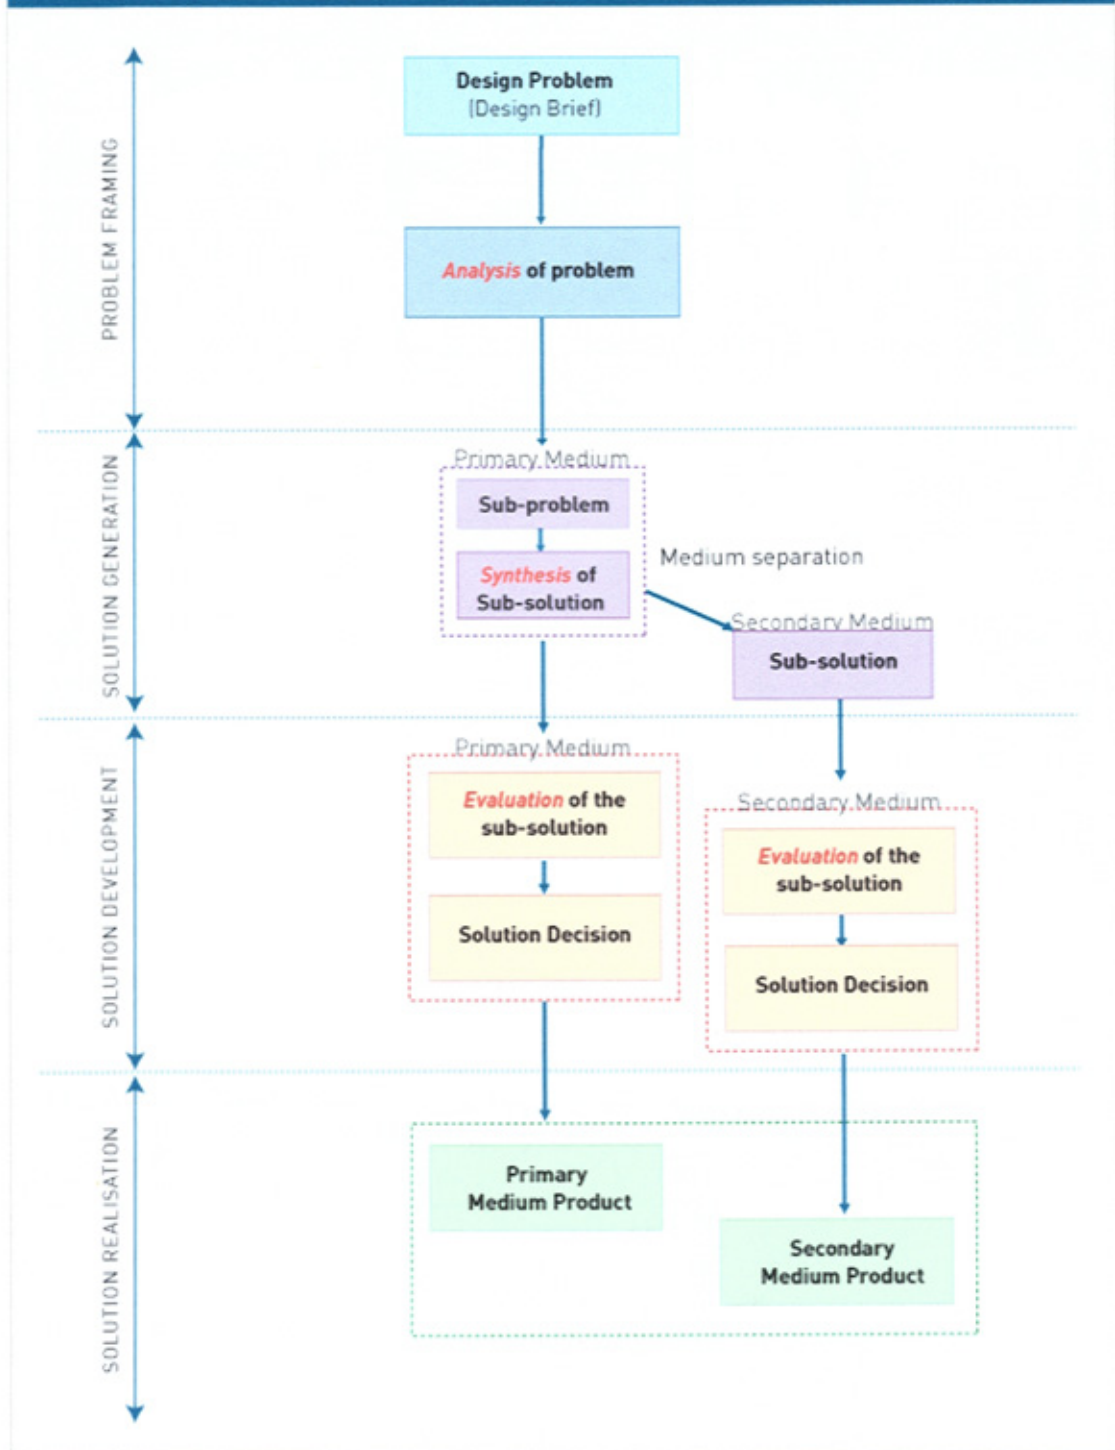 PROBLEM FRAMING
Design Problem
(Design Brief)
Analysis of problem
SOLUTION GENERATION
Primary Medium
Sub-problem
Synthesis of
Sub-solution
Medium separation
Secondary Medium
Sub-solution
SOLUTION DEVELOPMENT
Primary Medium
Evaluation of the
sub-solution
Solution Decision
Secondary Medium
Evaluation of the
sub-solution
Solution Decision
SOLUTION REALISATION
Primary
Medium Product
Secondary
Medium Product